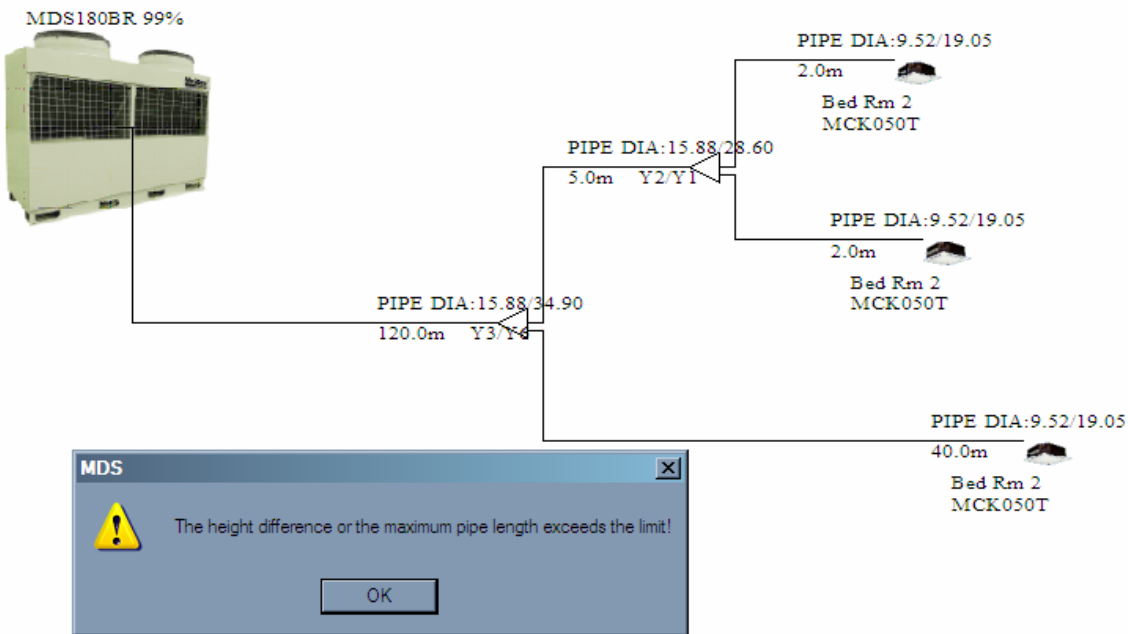 MDS180BR 99%
PIPE DIA:9.52/19.05
2.0m
Bed Rm 2
MCK050T
PIPE DIA:15.88/28.60
5.0m Y2/Y1
PIPE DIA:9.52/19.05
2.0m
Bed Rm 2
MCK050T
PIPE DIA:15.88/34.90
120.0m Y3/Y6
PIPE DIA:9.52/19.05
40.0m
Bed Rm 2
MCK050T
MDS
The height difference or the maximum pipe length exceeds the limit!
OK